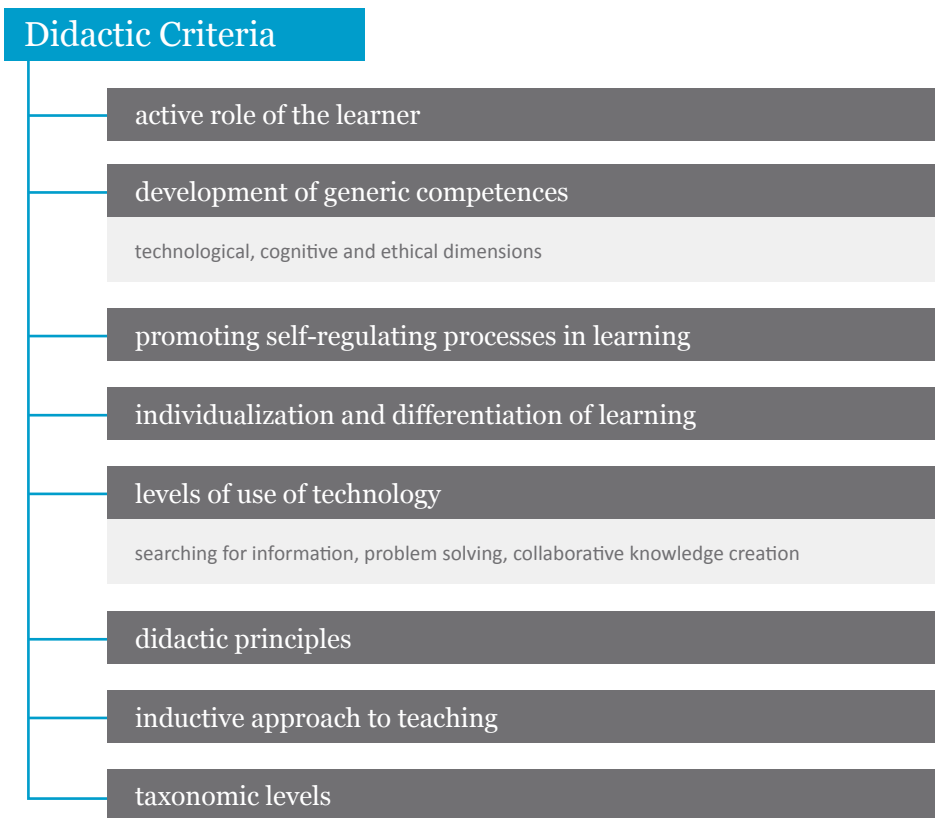 Didactic Criteria
active role of the learner
development of generic competences
technological, cognitive and ethical dimensions
promoting self-regulating processes in learning
individualization and differentiation of learning
levels of use of technology
searching for information, problem solving, collaborative knowledge creation
didactic principles
inductive approach to teaching
taxonomic levels